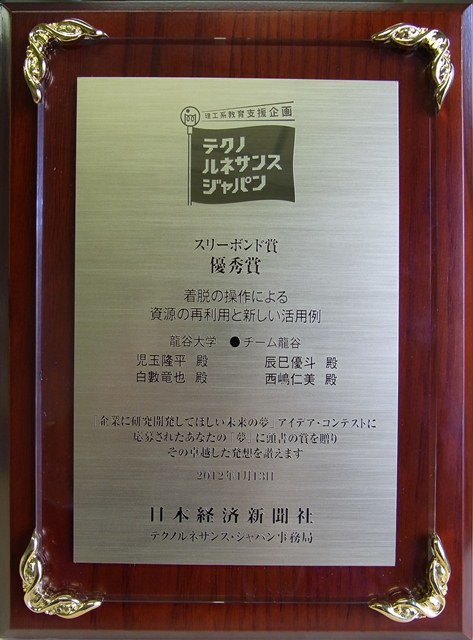 理工系教育支援企画
テクノ
ルネサンス
ジャパン
スリーボンド賞
優秀賞
着脱の操作による
資源の再利用と新しい活用例
龍谷大学 ●チーム龍谷
児玉隆平 殿 辰巳優斗 殿
白數竜也 殿 西嶋仁美 殿
「企業に研究開発してほしい未来の夢」アイデア・コンテストに
応募されたあなたの「夢」に頭書の賞を贈り
その卓越した発想を讃えます
2012年1月13日
日本経済新聞社
テクノルネサンス・ジャパン事務局